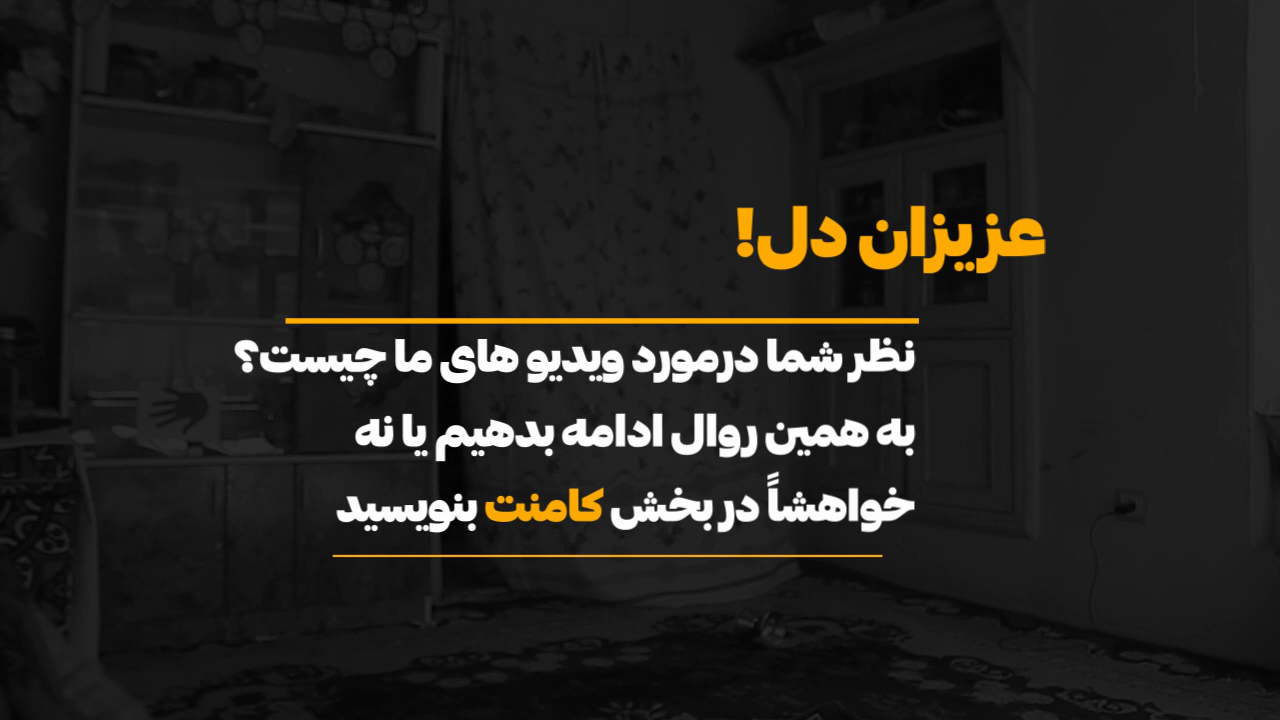 عزیزان دل!
نظر شما درمورد ویدیو های ما چیست؟
به همین روال ادامه بدهیم یا نه
خواهشاً در بخش کامنت بنویسید